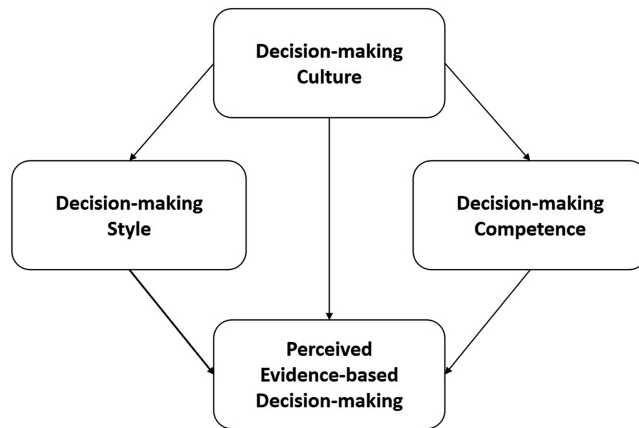 Decision-making
Culture
Decision-making
Style
Decision-making
Competence
Perceived
Evidence-based
Decision-making